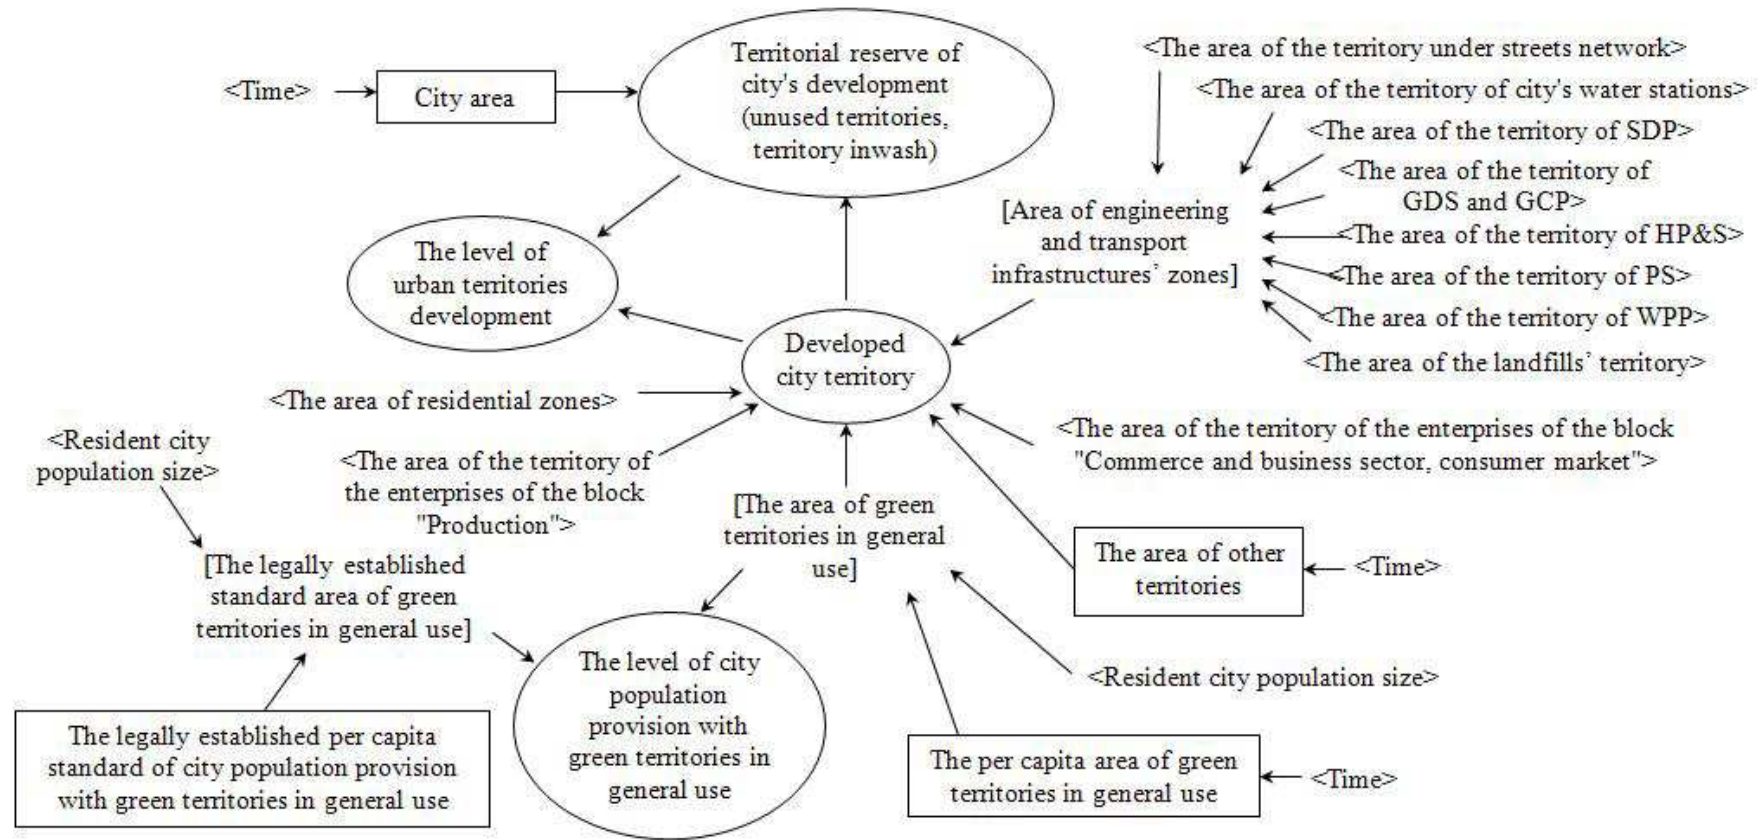 <Time>
City area
Territorial reserve of
city's development
(unused territories,
territory inwash)
<The area of the territory under streets network>
<The area of the territory of city's water stations>
<The area of the territory of SDP>
<The area of the territory of
GDS and GCP>
<The area of the territory of HP&S>
<The area of the territory of PS>
<The area of the territory of WPP>
<The area of the landfills' territory>
[Area of engineering
and transport
infrastructures' zones]
The level of
urban territories
development
Developed
city territory
<The area of residential zones>
<Resident city
population size>
<The area of the territory of
the enterprises of the block
"Production">
<The area of the territory of the enterprises of the block
"Commerce and business sector, consumer market">
[The area of green
territories in general
use]
The area of other
territories
<Time>
[The legally established
standard area of green
territories in general use]
The level of city
population
provision with
green territories in
general use
<Resident city population size>
The legally established per capita
standard of city population provision
with green territories in general use
The per capita area of green
territories in general use
<Time>